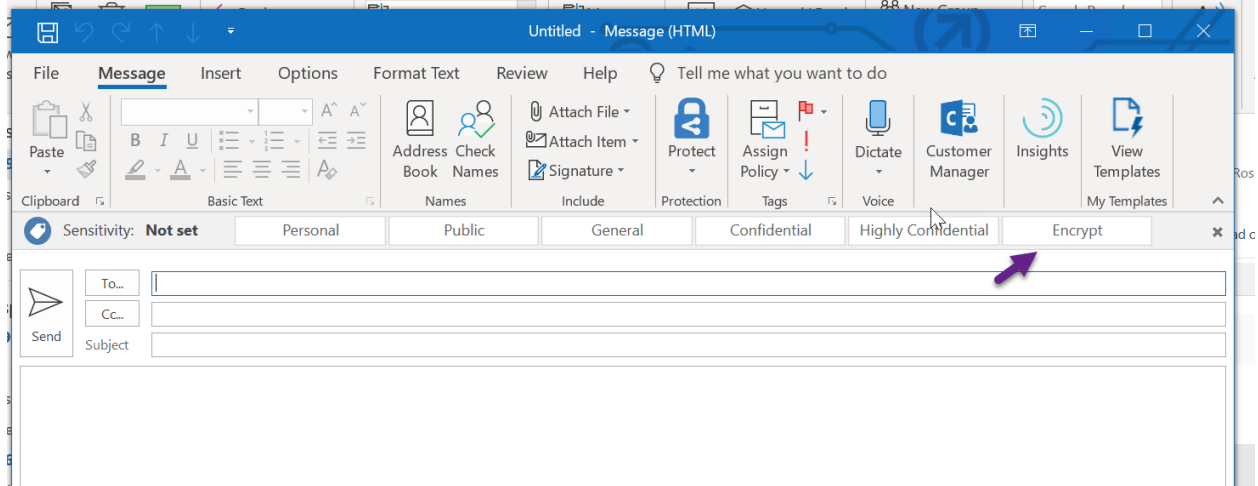 Untitled - Message (HTML)
File Message Insert Options Format Text Review Help Tell me what you want to do
Paste
B I U
A A
A
Address Book
Check Names
Attach File
Attach Item
Signature
Protect
Assign Policy
Dictate
Customer Manager
Insights
View Templates
Clipboard Basic Text Names Include Protection Tags Voice My Templates
Sensitivity: Not set Personal Public General Confidential Highly Confidential Encrypt
To...
Cc...
Send
Subject